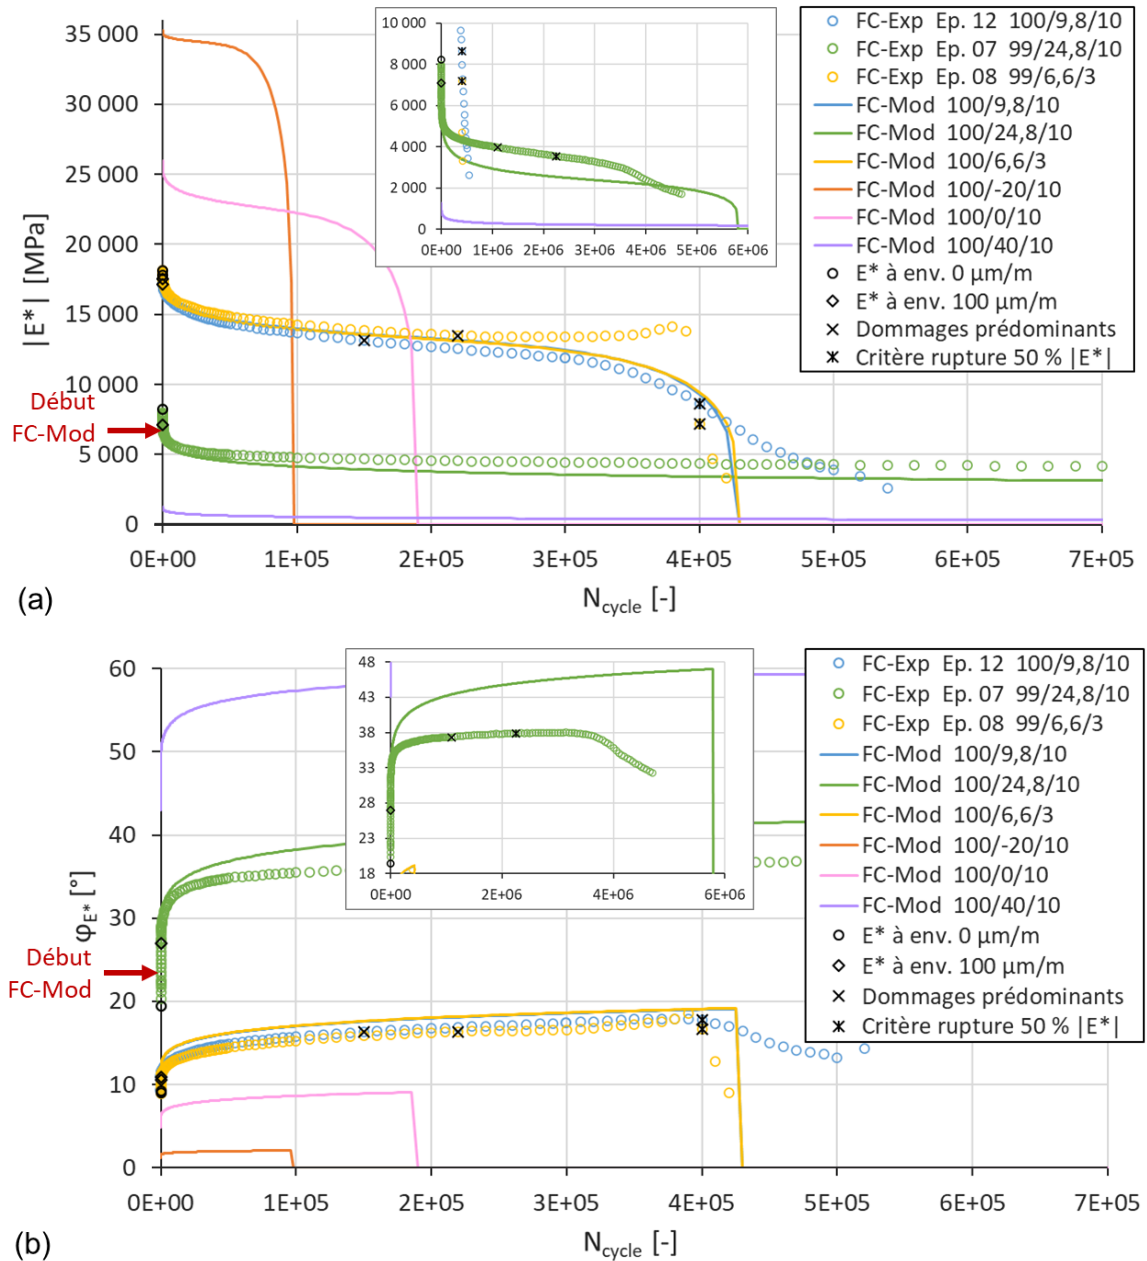 35 000
30 000
25 000
20 000
15 000
10 000
5 000
0
|E*| [MPa]
Début
FC-Mod
10 000
8 000
6 000
4 000
2 000
0
0E+00 1E+06 2E+06 3E+06 4E+06 5E+06 6E+06
FC-Exp Ep. 12 100/9,8/10
FC-Exp Ep. 07 99/24,8/10
FC-Exp Ep. 08 99/6,6/3
FC-Mod 100/9,8/10
FC-Mod 100/24,8/10
FC-Mod 100/6,6/3
FC-Mod 100/-20/10
FC-Mod 100/0/10
FC-Mod 100/40/10
E* à env. 0 µm/m
E* à env. 100 µm/m
Dommages prédominants
Critère rupture 50 % |E*|
0E+00 1E+05 2E+05 3E+05 4E+05 5E+05 6E+05 7E+05
(a)
Ncycle [-]
60
50
40
30
20
10
0
φE* [°]
Début
FC-Mod
48
43
38
33
28
23
18
0E+00 2E+06 4E+06 6E+06
FC-Exp Ep. 12 100/9,8/10
FC-Exp Ep. 07 99/24,8/10
FC-Exp Ep. 08 99/6,6/3
FC-Mod 100/9,8/10
FC-Mod 100/24,8/10
FC-Mod 100/6,6/3
FC-Mod 100/-20/10
FC-Mod 100/0/10
FC-Mod 100/40/10
E* à env. 0 µm/m
E* à env. 100 µm/m
Dommages prédominants
Critère rupture 50 % |E*|
0E+00 1E+05 2E+05 3E+05 4E+05 5E+05 6E+05 7E+05
(b)
Ncycle [-]